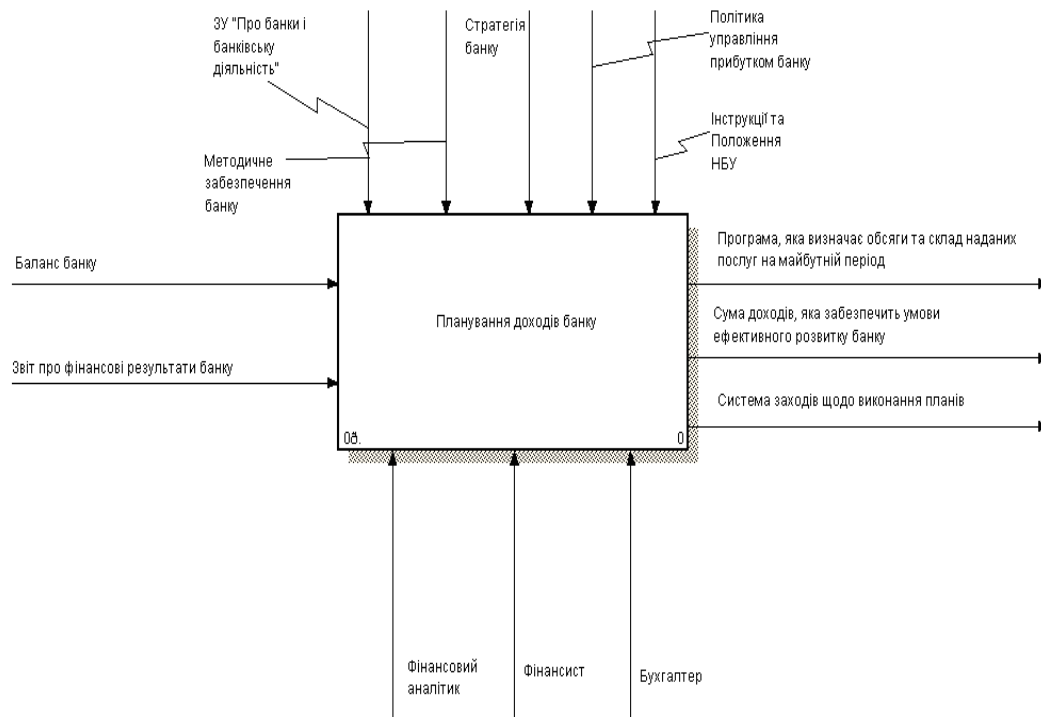 ЗУ "Про банки і
банківську
діяльність"
Стратегія
банку
Політика
управління
прибутком банку
Інструкції та
Положення
НБУ
Методичне
забезпечення
банку
Баланс банку
Звіт про фінансові результати банку
Планування доходів банку
0ð.
0
Програма, яка визначає обсяги та склад наданих
послуг на майбутній період
Сума доходів, яка забезпечить умови
ефективного розвитку банку
Система заходів щодо виконання планів
Фінансовий
аналітик
Фінансист
Бухгалтер